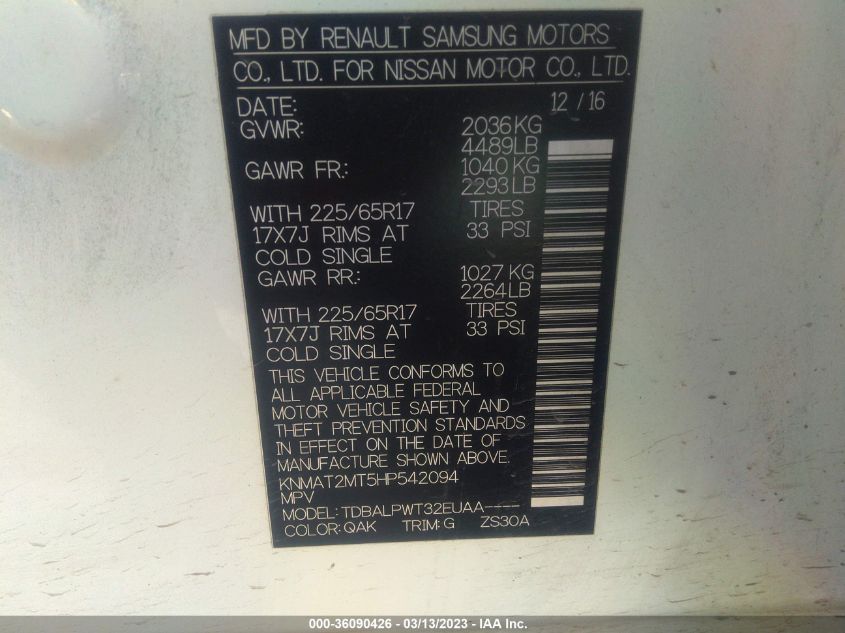 MFD BY RENAULT SAMSUNG MOTORS
CO., LTD. FOR NISSAN MOTOR CO., LTD.
DATE: 12 / 16
GVWR: 2036 KG
4489LB
GAWR FR.: 1040 KG
2293 LB
WITH 225/65R17 TIRES
17X7J RIMS AT 33 PSI
COLD SINGLE
GAWR RR.: 1027 KG
2264LB
WITH 225/65R17 TIRES
17X7J RIMS AT 33 PSI
COLD SINGLE
THIS VEHICLE CONFORMS TO
ALL APPLICABLE FEDERAL
MOTOR VEHICLE SAFETY AND
THEFT PREVENTION STANDARDS
IN EFFECT ON THE DATE OF
MANUFACTURE SHOWN ABOVE.
KNMAT2MT5HP542094
MPV
MODEL: TDBALPWT32EUAA----
COLOR: QAK TRIM: G ZS30A
000-36090426 - 03/13/2023 - IAA Inc.